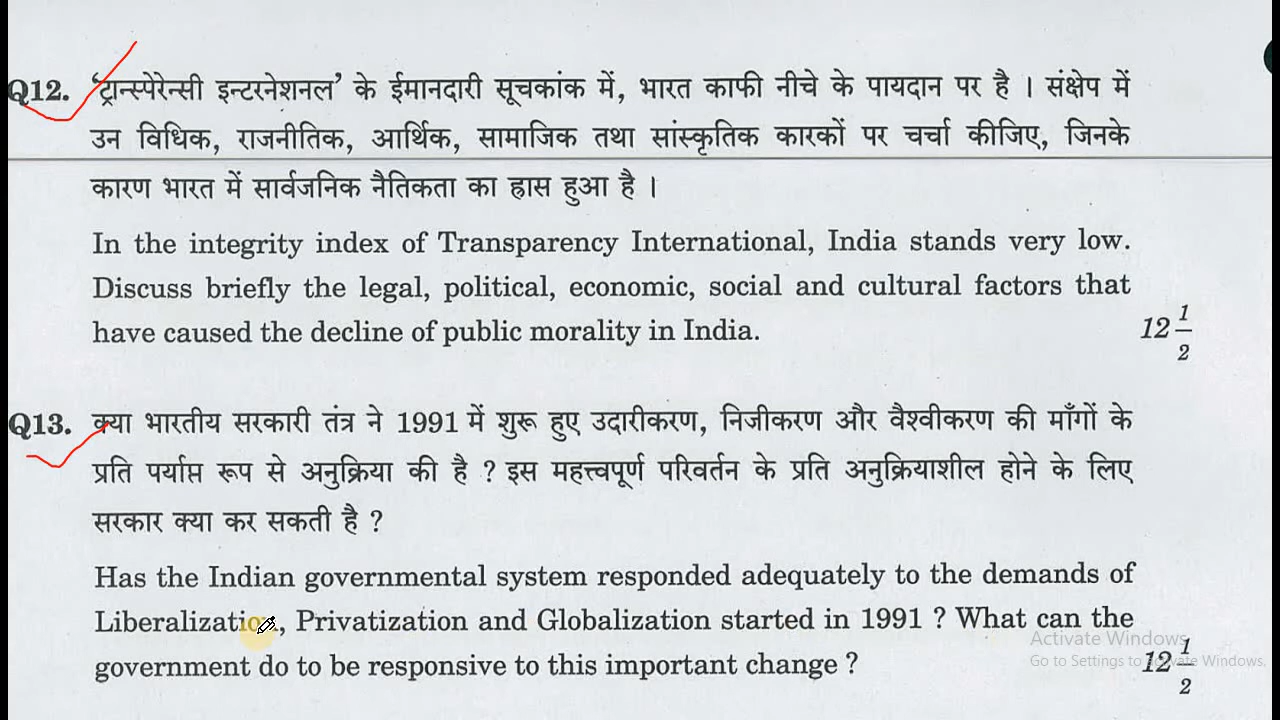 Q12. 'ट्रान्स्पेरेन्सी इन्टरनेशनल' के ईमानदारी सूचकांक में, भारत काफी नीचे के पायदान पर है । संक्षेप में
उन विधिक, राजनीतिक, आर्थिक, सामाजिक तथा सांस्कृतिक कारकों पर चर्चा कीजिए, जिनके
कारण भारत में सार्वजनिक नैतिकता का ह्रास हुआ है ।
In the integrity index of Transparency International, India stands very low.
Discuss briefly the legal, political, economic, social and cultural factors that
have caused the decline of public morality in India. 12 1/2
Q13. क्या भारतीय सरकारी तंत्र ने 1991 में शुरू हुए उदारीकरण, निजीकरण और वैश्वीकरण की माँगों के
प्रति पर्याप्त रूप से अनुक्रिया की है ? इस महत्त्वपूर्ण परिवर्तन के प्रति अनुक्रियाशील होने के लिए
सरकार क्या कर सकती है ?
Has the Indian governmental system responded adequately to the demands of
Liberalization, Privatization and Globalization started in 1991 ? What can the
government do to be responsive to this important change ? 12 1/2
Activate Windows
Go to Settings to activate Windows.